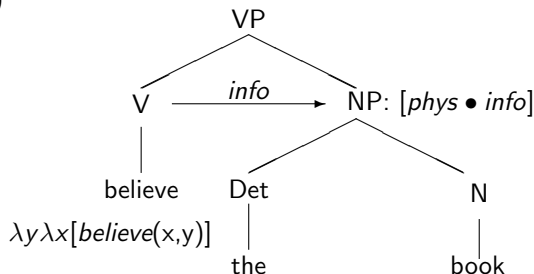 )
VP
V info NP: [phys • info]
believe Det N
λyλx[believe(x,y)]
the book